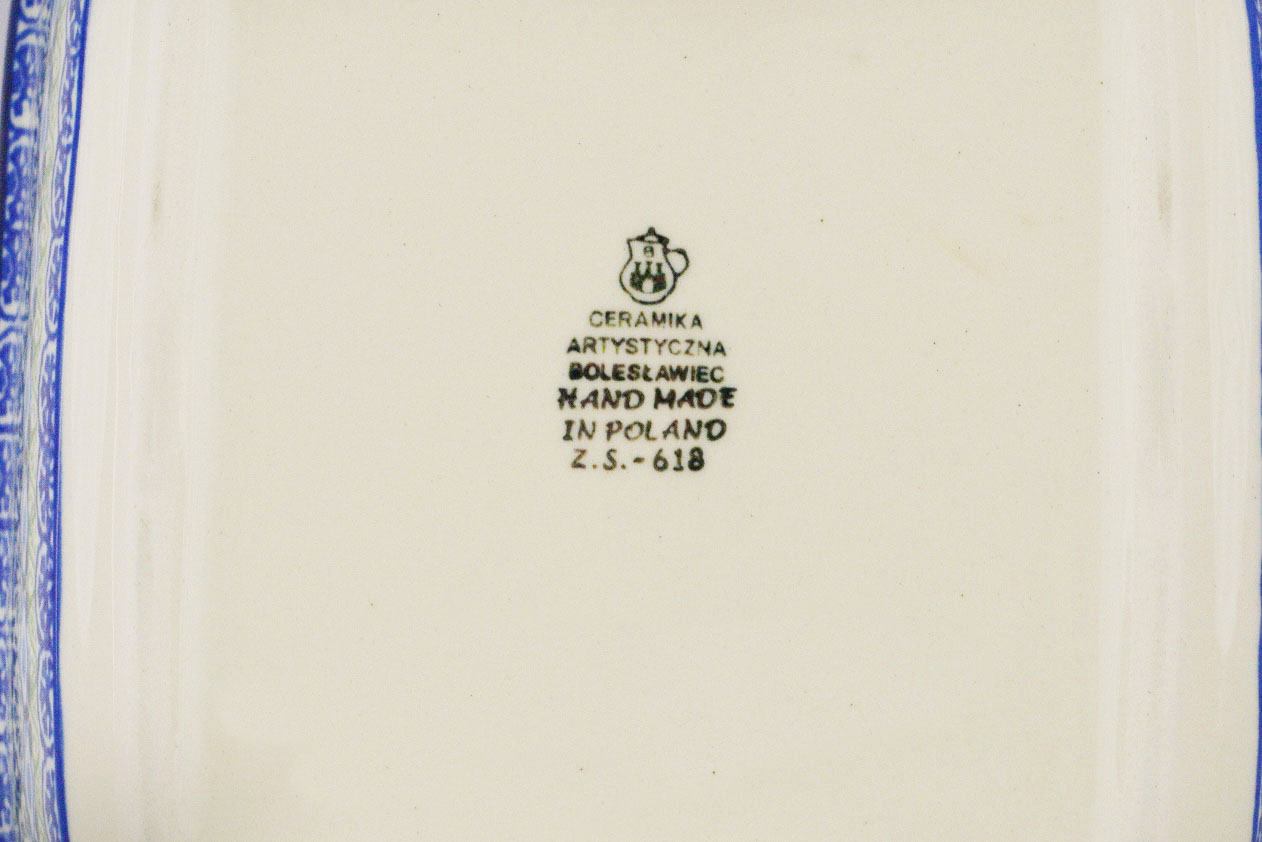 B
CERAMIKA
ARTYSTYCZNA
BOLESŁAWIEC
HAND MADE
IN POLAND
Z.S.-618